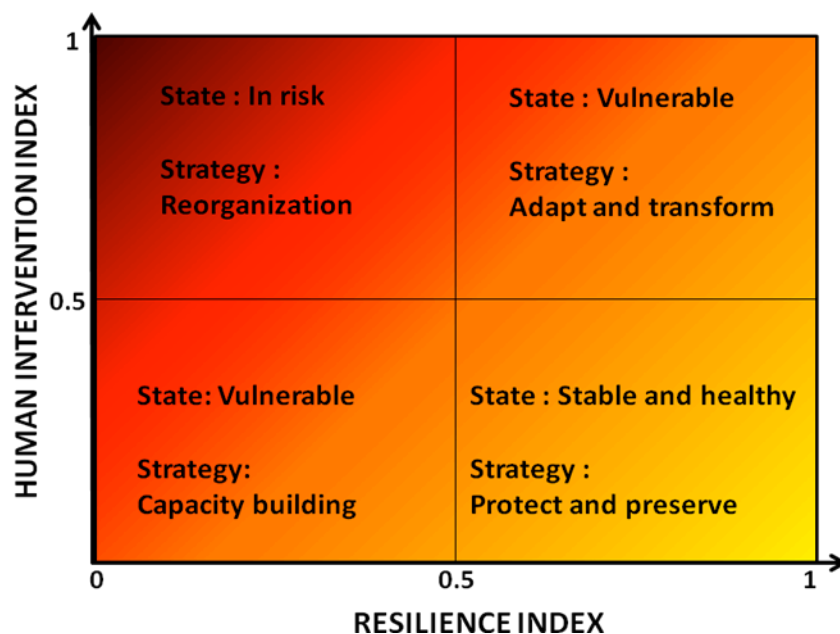 HUMAN INTERVENTION INDEX
1
0.5
State : In risk
Strategy :
Reorganization
State : Vulnerable
Strategy :
Adapt and transform
State: Vulnerable
Strategy:
Capacity building
State : Stable and healthy
Strategy :
Protect and preserve
0
0.5
1
RESILIENCE INDEX